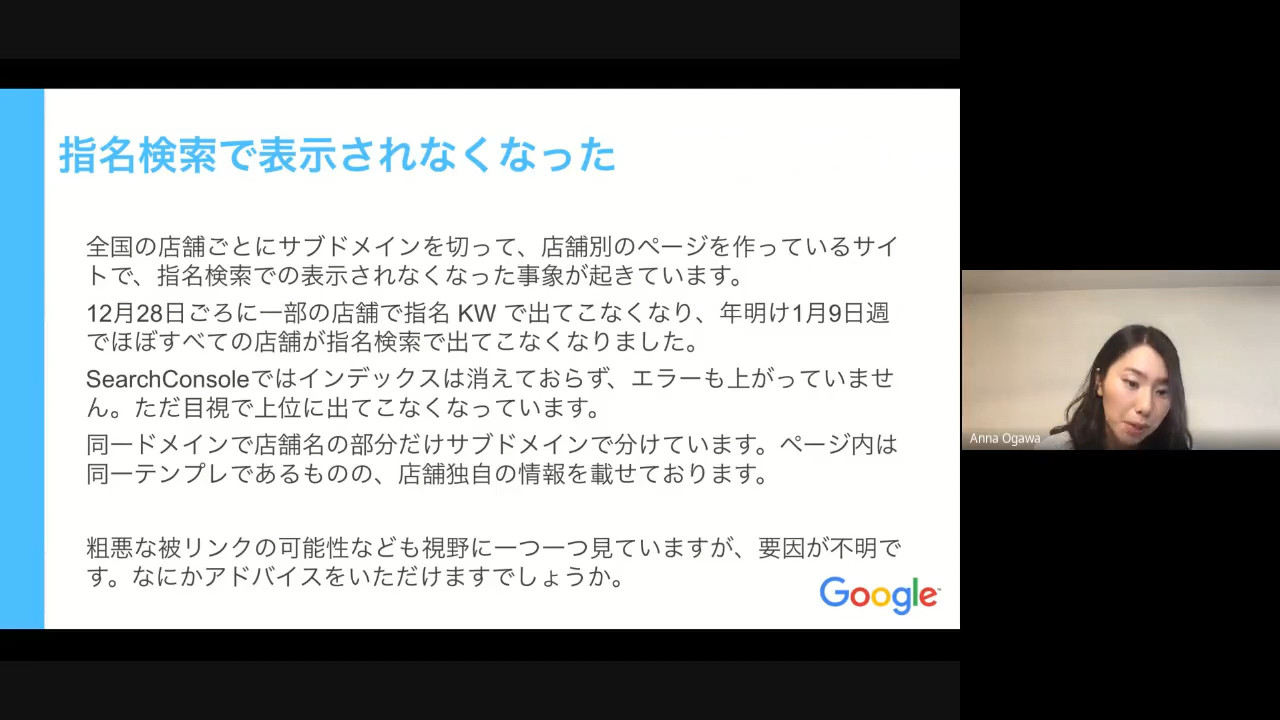 指名検索で表示されなくなった
全国の店舗ごとにサブドメインを切って、店舗別のページを作っているサイ
トで、指名検索での表示されなくなった事象が起きています。
12月28日ごろに一部の店舗で指名 KW で出てこなくなり、年明け1月9日週
でほぼすべての店舗が指名検索で出てこなくなりました。
SearchConsoleではインデックスは消えておらず、エラーも上がっていませ
ん。ただ目視で上位に出てこなくなっています。
同一ドメインで店舗名の部分だけサブドメインで分けています。ページ内は
同一テンプレであるものの、店舗独自の情報を載せております。
粗悪な被リンクの可能性なども視野に一つ一つ見ていますが、要因が不明で
す。なにかアドバイスをいただけますでしょうか。
Google™
Anna Ogawa